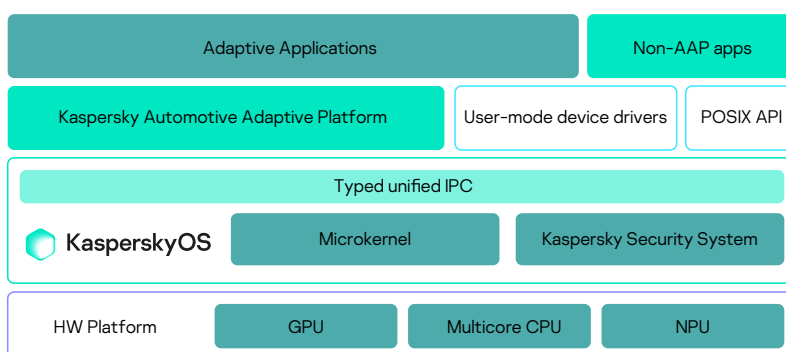 Adaptive Applications
Non-AAP apps
Kaspersky Automotive Adaptive Platform
User-mode device drivers
POSIX API
Typed unified IPC
KasperskyOS
Microkernel
Kaspersky Security System
HW Platform
GPU
Multicore CPU
NPU